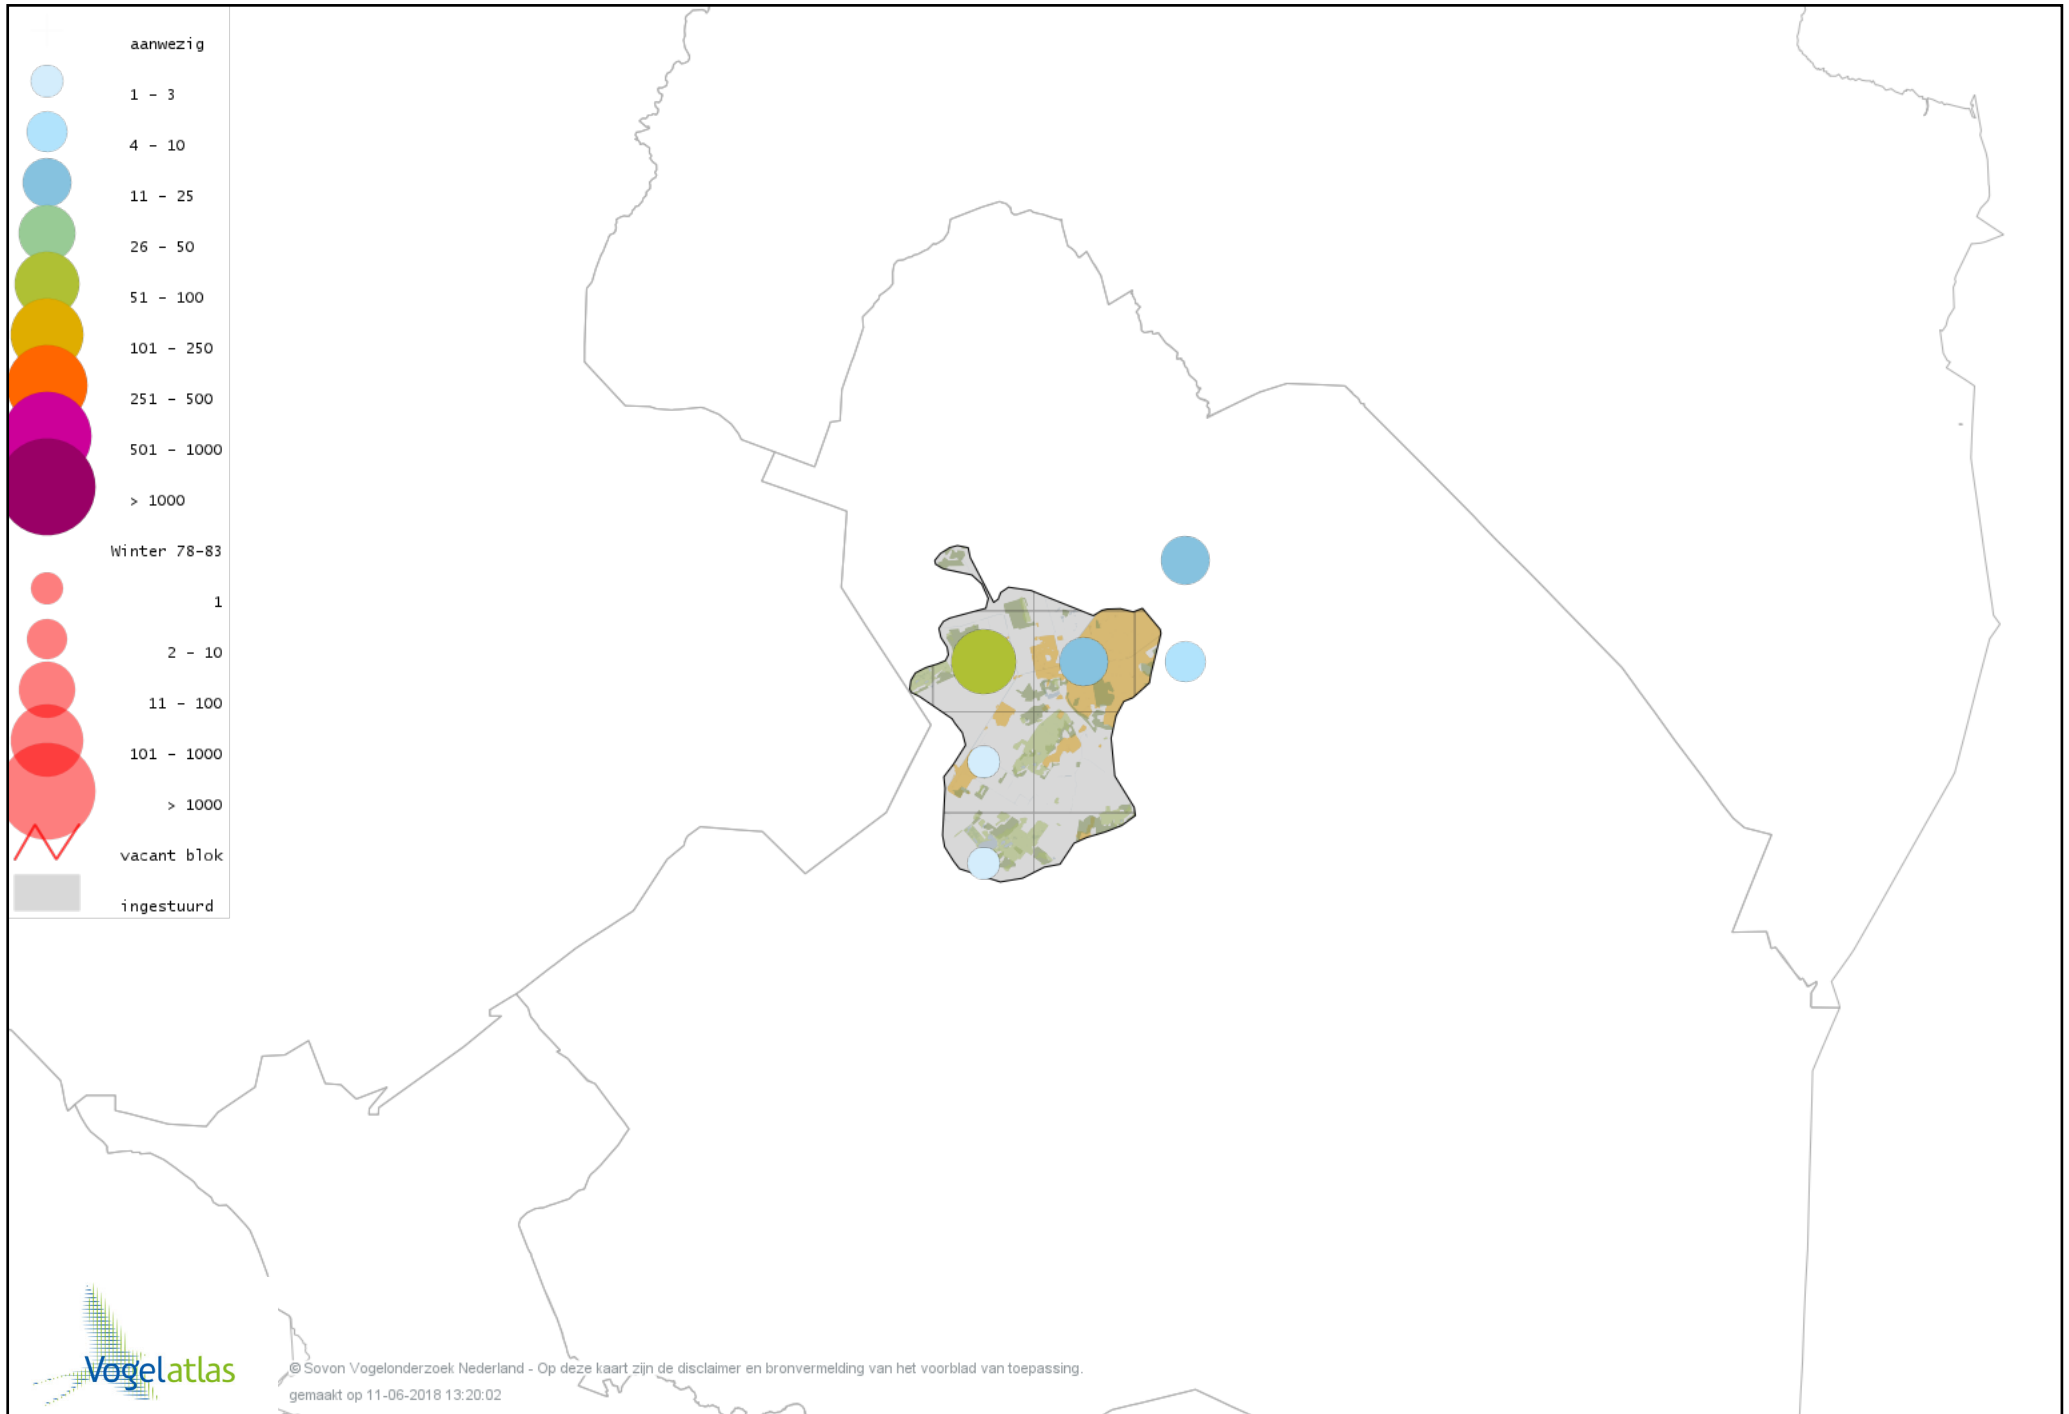 aanwezig
1 - 3
4 - 10
11 - 25
26 - 50
51 - 100
101 - 250
251 - 500
501 - 1000
> 1000
Winter 78-83
1
2 - 10
11 - 100
101 - 1000
> 1000
vacant blok
ingestuurd
Vogelatlas
© Sovon Vogelonderzoek Nederland - Op deze kaart zijn de disclaimer en bronvermelding van het voorblad van toepassing.
gemaakt op 11-06-2018 13:20:02